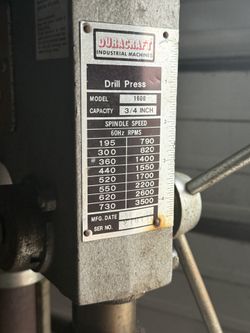 DURACRAFT
INDUSTRIAL MACHINES
Drill Press
MODEL 1606
CAPACITY 3/4 INCH
SPINDLE SPEED
60Hz RPMS
195 790
300 820
360 1400
440 1550
520 1700
550 2200
620 2600
730 3500
MFG. DATE
SER NO.